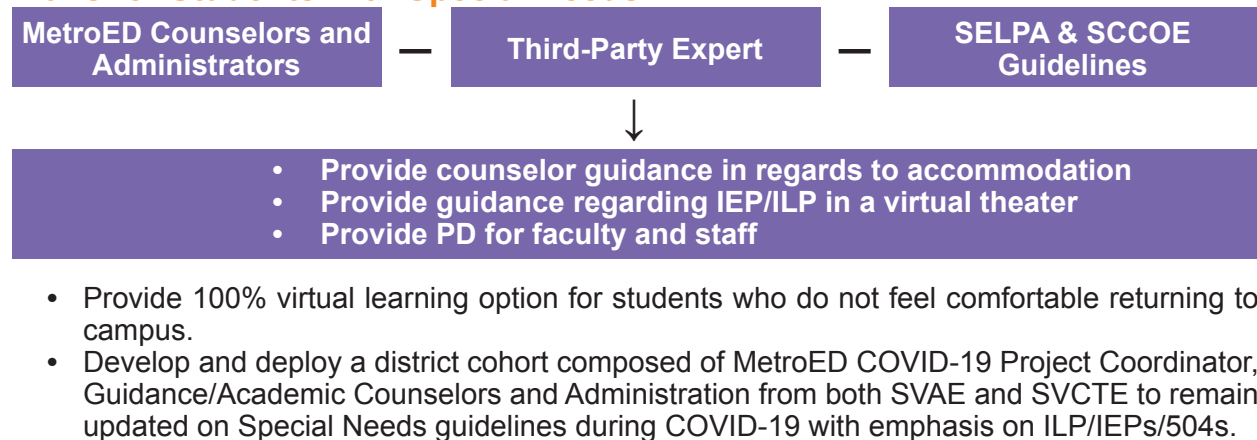 MetroED Counselors and
Administrators
—
Third-Party Expert
—
SELPA & SCCOE
Guidelines
↓
• Provide counselor guidance in regards to accommodation
• Provide guidance regarding IEP/ILP in a virtual theater
• Provide PD for faculty and staff
• Provide 100% virtual learning option for students who do not feel comfortable returning to
campus.
• Develop and deploy a district cohort composed of MetroED COVID-19 Project Coordinator,
Guidance/Academic Counselors and Administration from both SVAE and SVCTE to remain
updated on Special Needs guidelines during COVID-19 with emphasis on ILP/IEPs/504s.